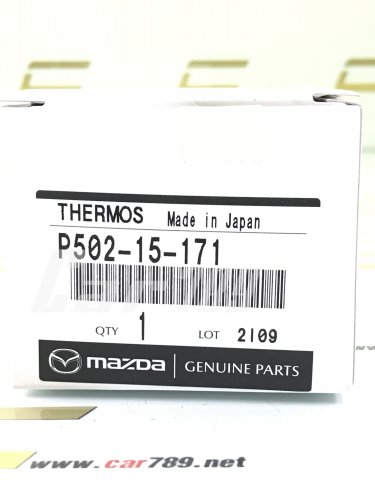 THERMOS Made in Japan
P502-15-171
QTY 1 LOT 2109
mazda GENUINE PARTS
www.car789.net